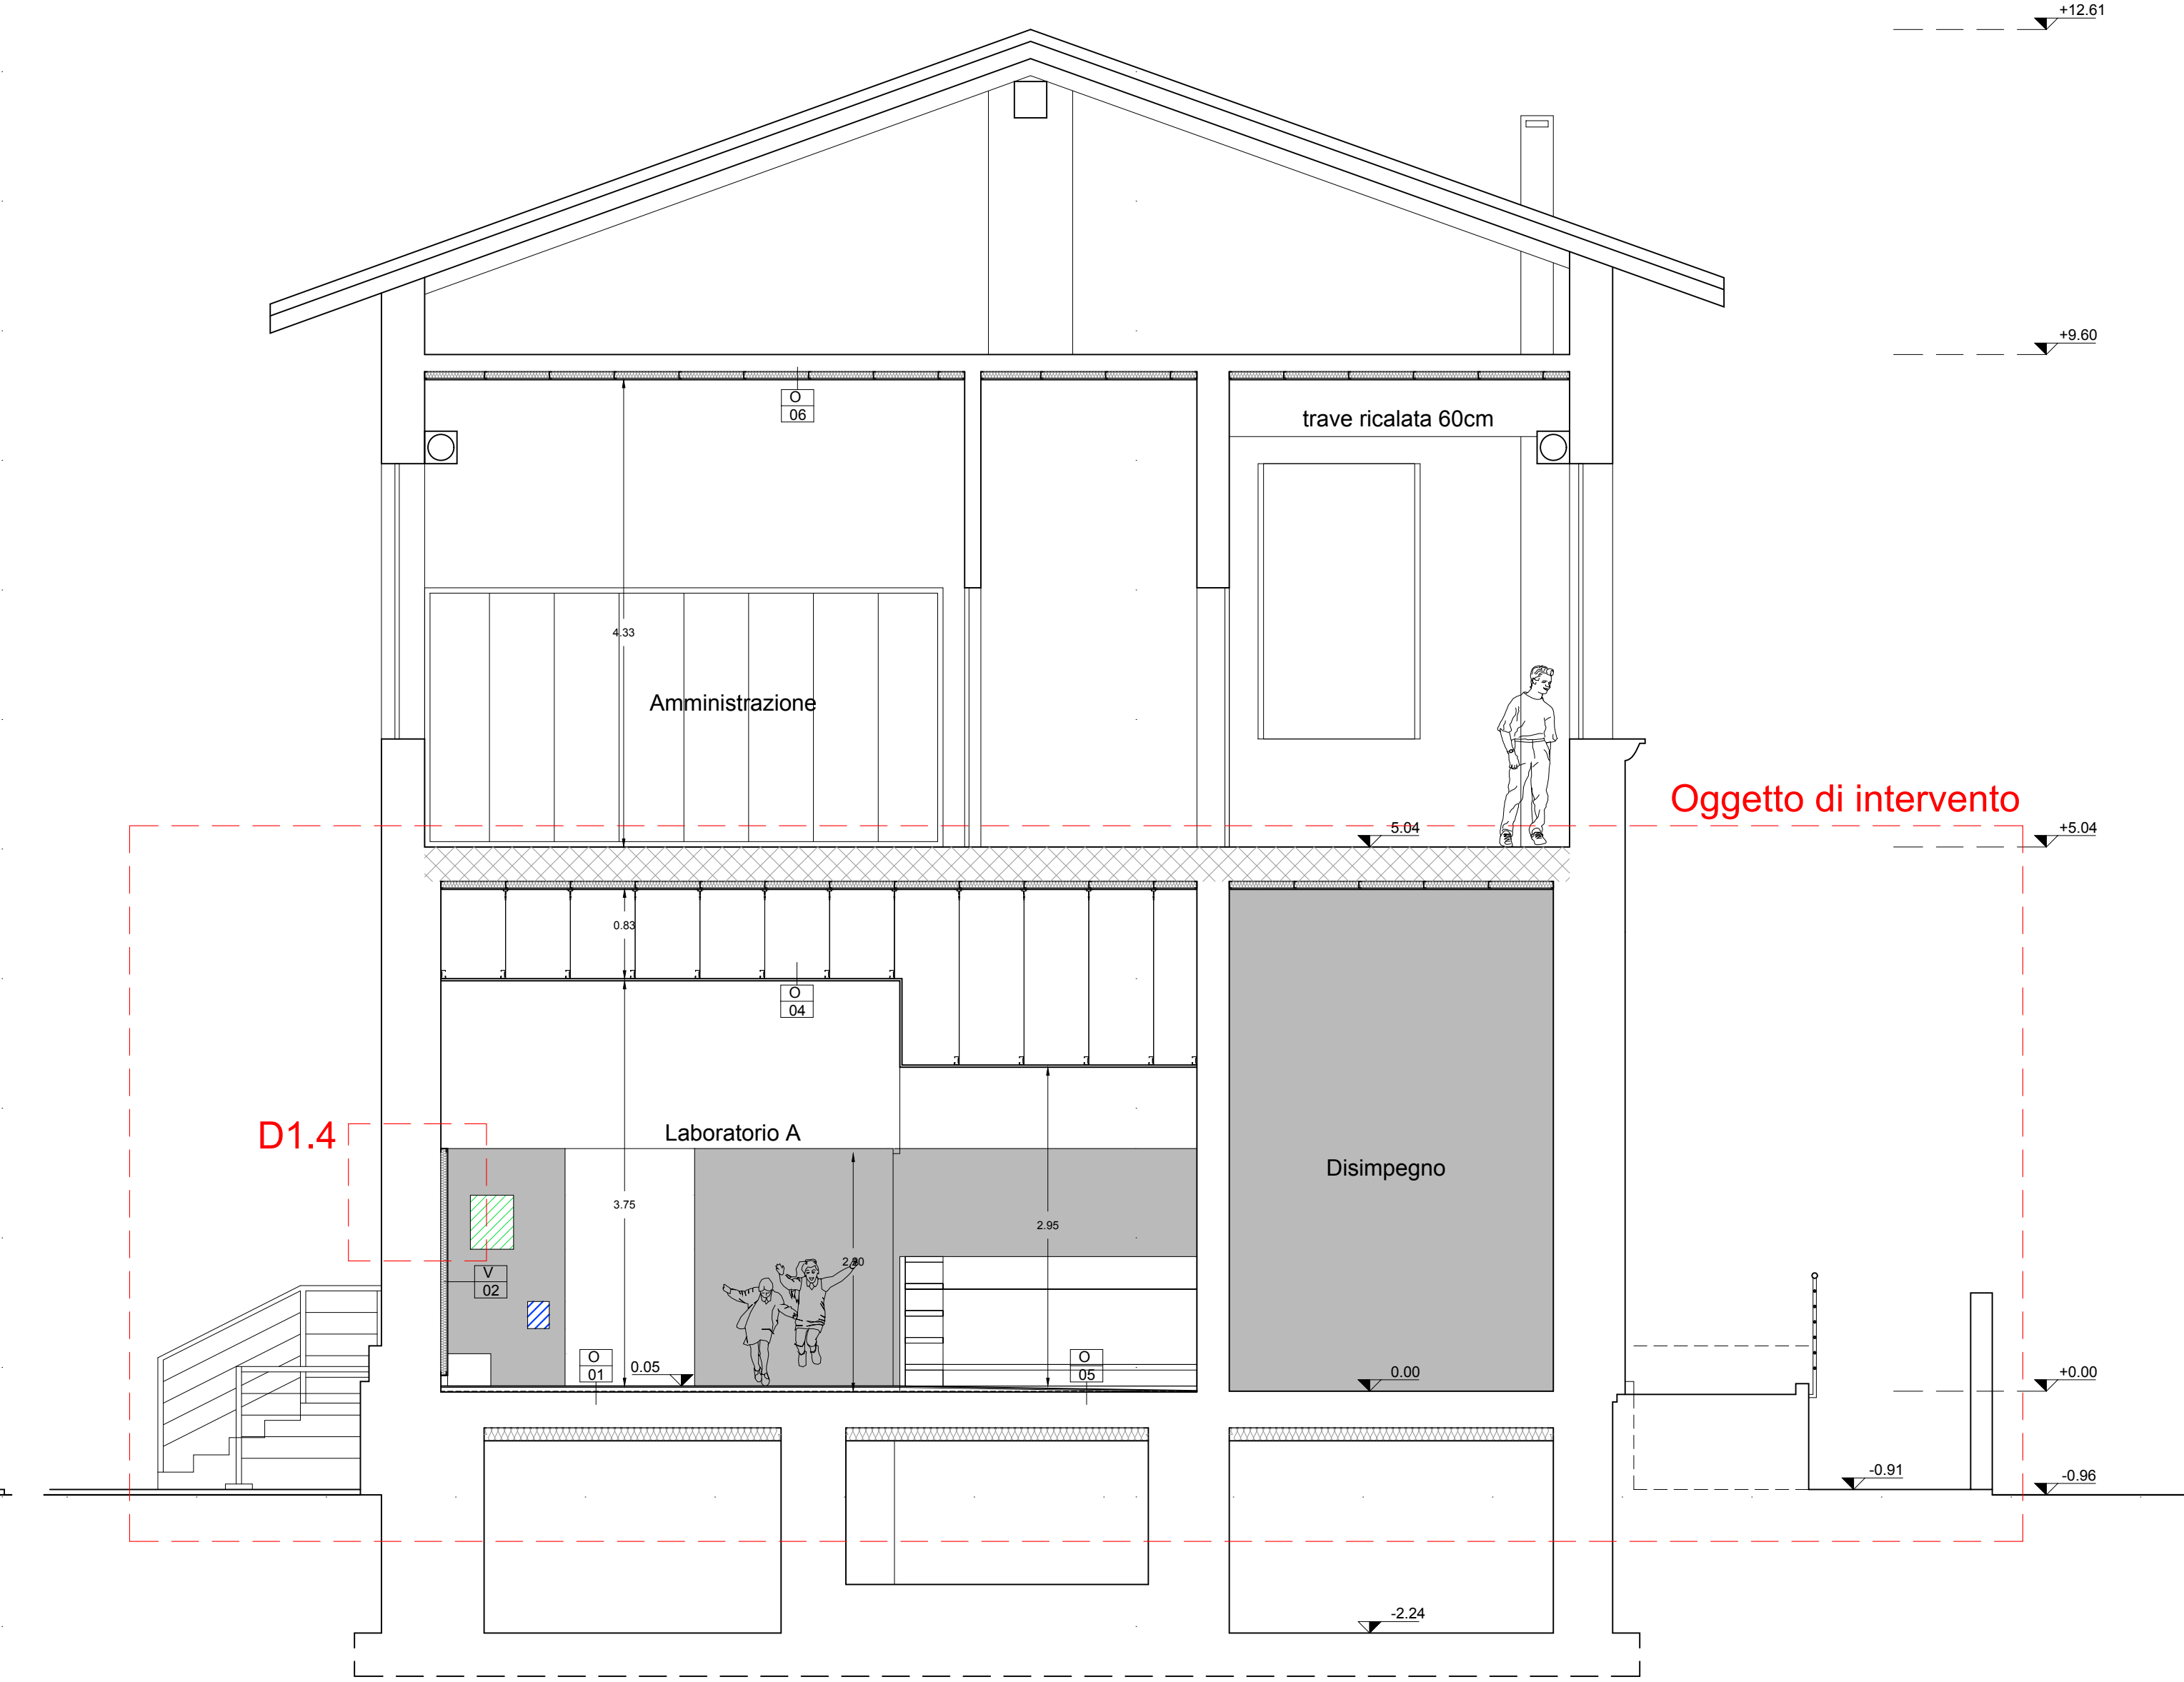 +12.61
+9.60
O
06
trave ricalata 60cm
4.33
Amministrazione
Oggetto di intervento
5.04
+5.04
0.83
O
04
D1.4
Laboratorio A
Disimpegno
3.75
2.95
V
02
O
01
0.05
O
05
0.00
+0.00
-0.91
-0.96
-2.24